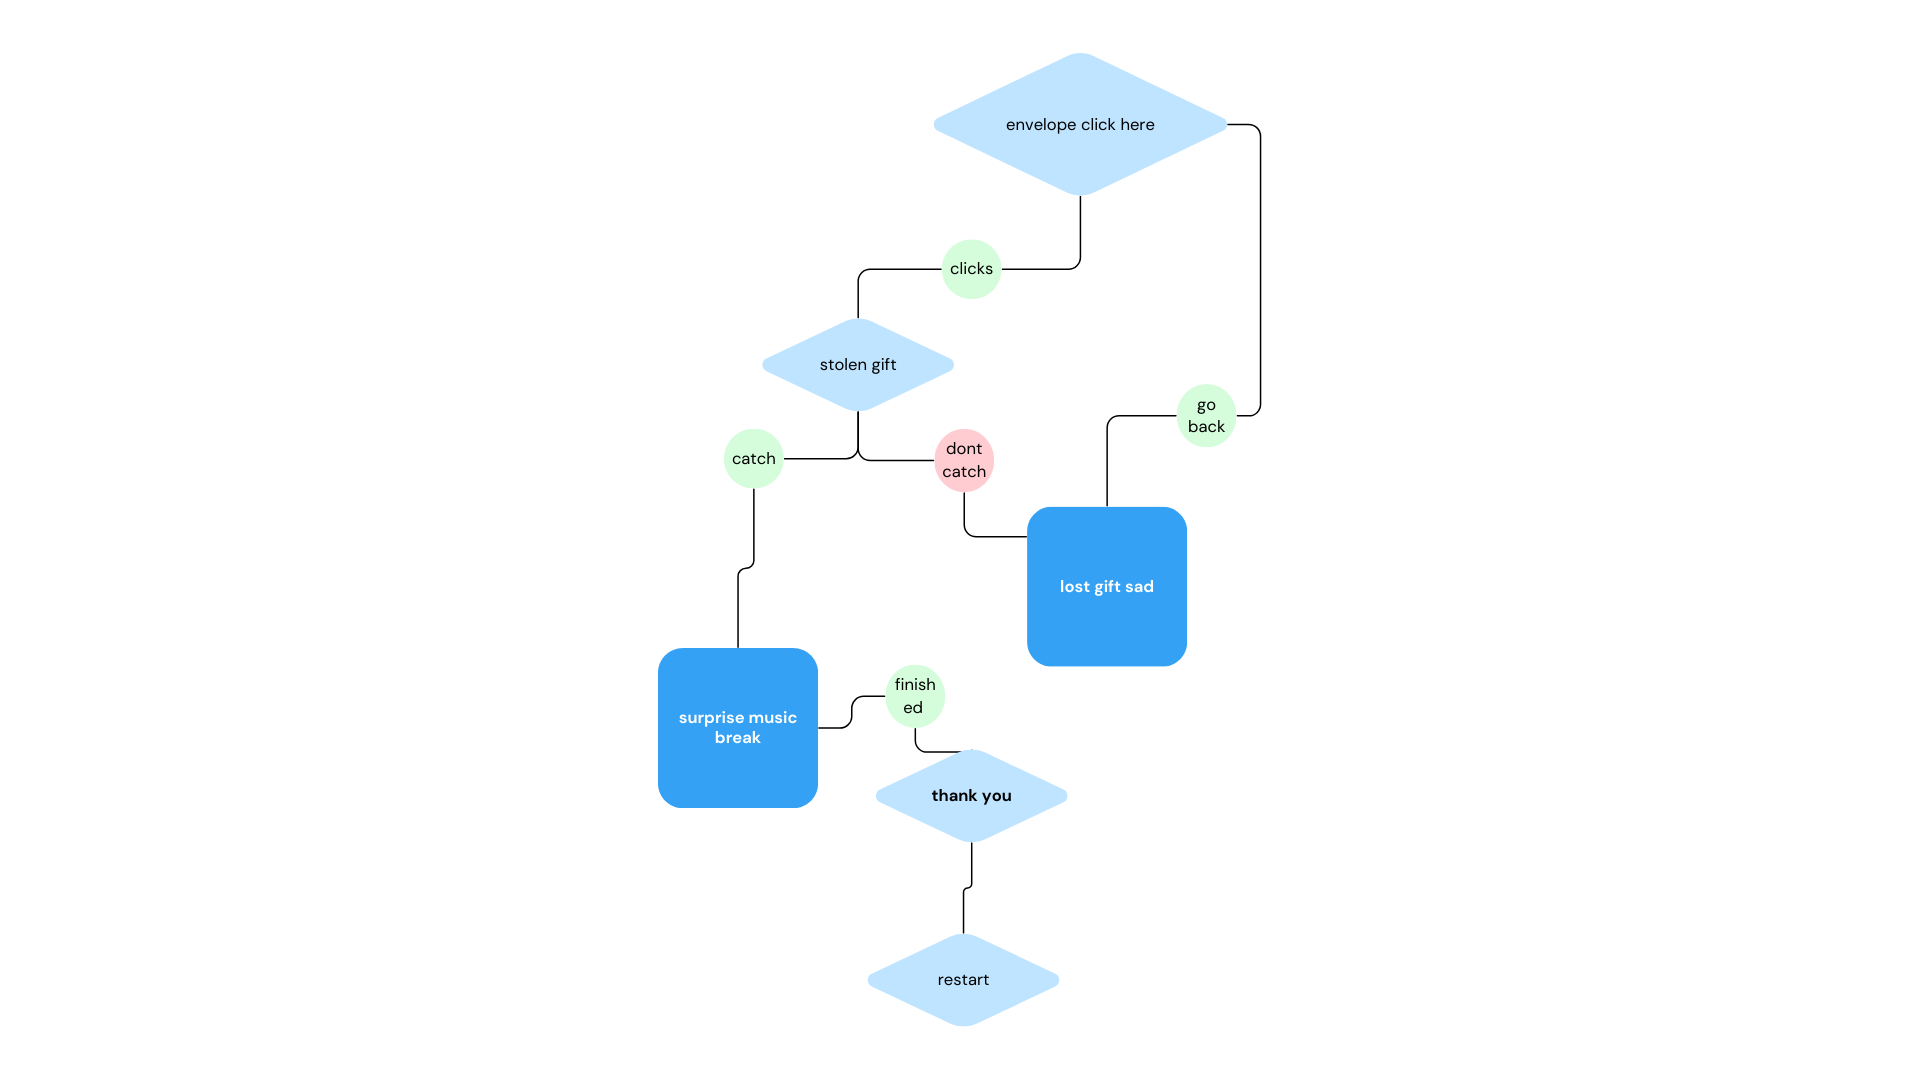 envelope click here
clicks
stolen gift
go
back
catch
dont
catch
lost gift sad
surprise music
break
finish
ed
thank you
restart